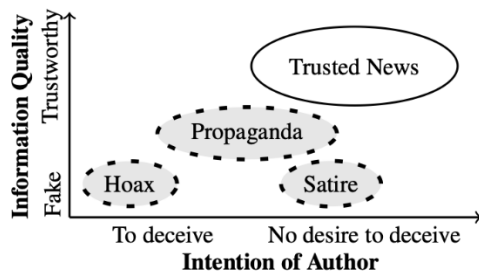 Information Quality
Trustworthy
Fake
Trusted News
Propaganda
Hoax
Satire
To deceive
No desire to deceive
Intention of Author